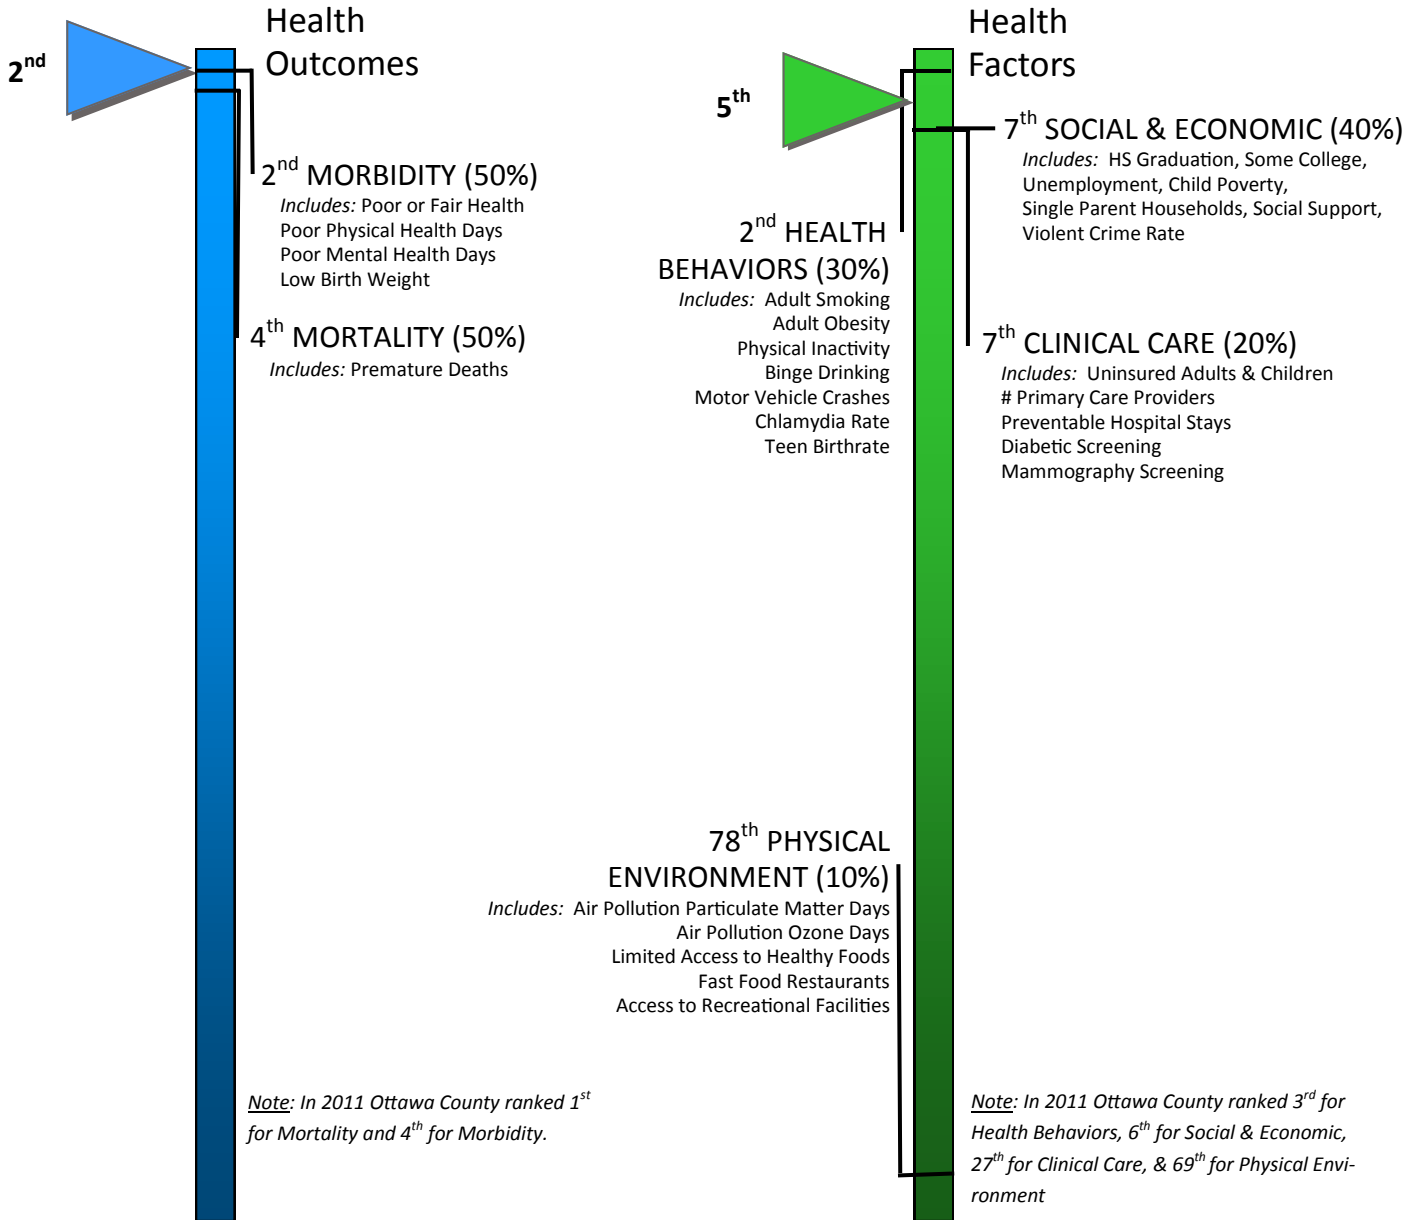 Health
Outcomes
2nd
2nd MORBIDITY (50%)
Includes: Poor or Fair Health
Poor Physical Health Days
Poor Mental Health Days
Low Birth Weight
4th MORTALITY (50%)
Includes: Premature Deaths
Note: In 2011 Ottawa County ranked 1st
for Mortality and 4th for Morbidity.
Health
Factors
5th
7th SOCIAL & ECONOMIC (40%)
Includes: HS Graduation, Some College,
Unemployment, Child Poverty,
Single Parent Households, Social Support,
Violent Crime Rate
2nd HEALTH
BEHAVIORS (30%)
Includes: Adult Smoking
Adult Obesity
Physical Inactivity
Binge Drinking
Motor Vehicle Crashes
Chlamydia Rate
Teen Birthrate
7th CLINICAL CARE (20%)
Includes: Uninsured Adults & Children
# Primary Care Providers
Preventable Hospital Stays
Diabetic Screening
Mammography Screening
78th PHYSICAL
ENVIRONMENT (10%)
Includes: Air Pollution Particulate Matter Days
Air Pollution Ozone Days
Limited Access to Healthy Foods
Fast Food Restaurants
Access to Recreational Facilities
Note: In 2011 Ottawa County ranked 3rd for
Health Behaviors, 6th for Social & Economic,
27th for Clinical Care, & 69th for Physical Envi-
ronment